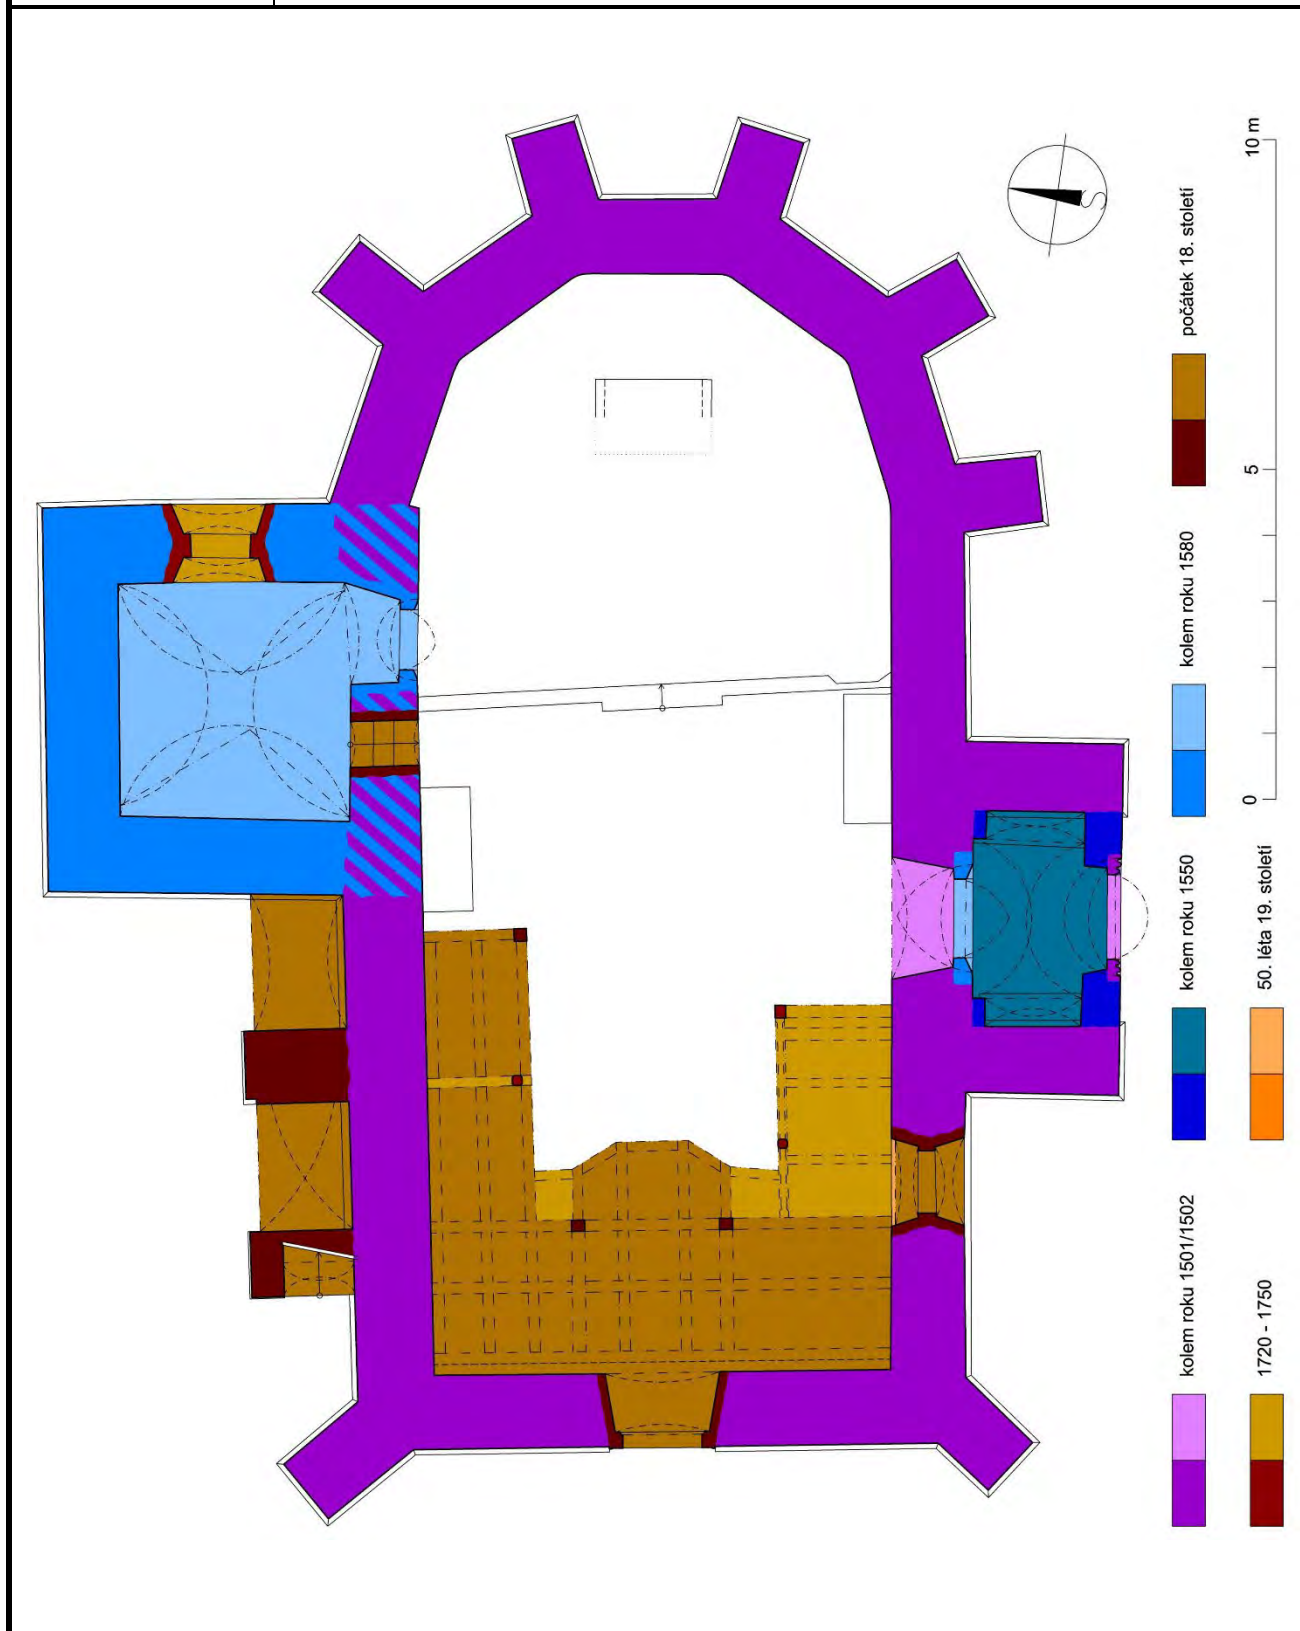 kolem roku 1501/1502
kolem roku 1550
kolem roku 1580
počátek 18. století
1720 - 1750
50. léta 19. století
0
5
10 m
S